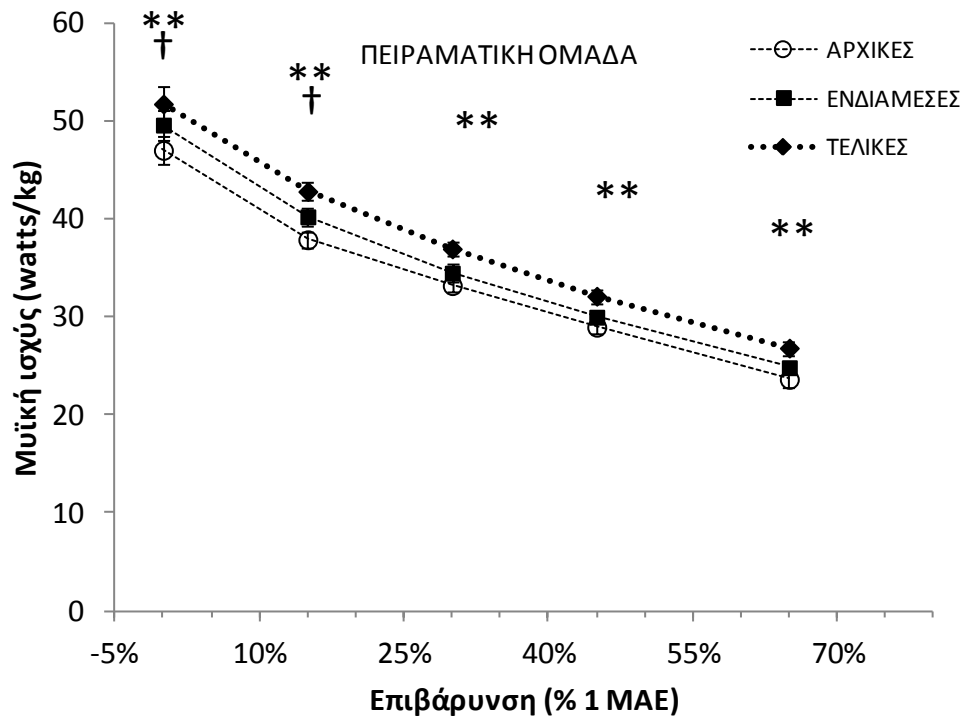 60
50
40
30
20
10
0
**
†
**
†
**
**
**
ΠΕΙΡΑΜΑΤΙΚΗ ΟΜΑΔΑ
ΑΡΧΙΚΕΣ
ΕΝΔΙΑΜΕΣΕΣ
ΤΕΛΙΚΕΣ
Μυϊκή ισχύς (watts/kg)
-5% 10% 25% 40% 55% 70%
Επιβάρυνση (% 1 ΜΑΕ)